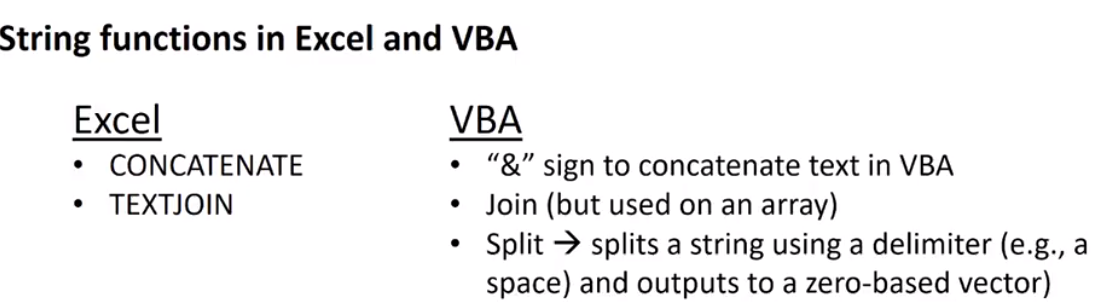 String functions in Excel and VBA
Excel
• CONCATENATE
• TEXTJOIN
VBA
• “&” sign to concatenate text in VBA
• Join (but used on an array)
• Split → splits a string using a delimiter (e.g., a
space) and outputs to a zero-based vector)